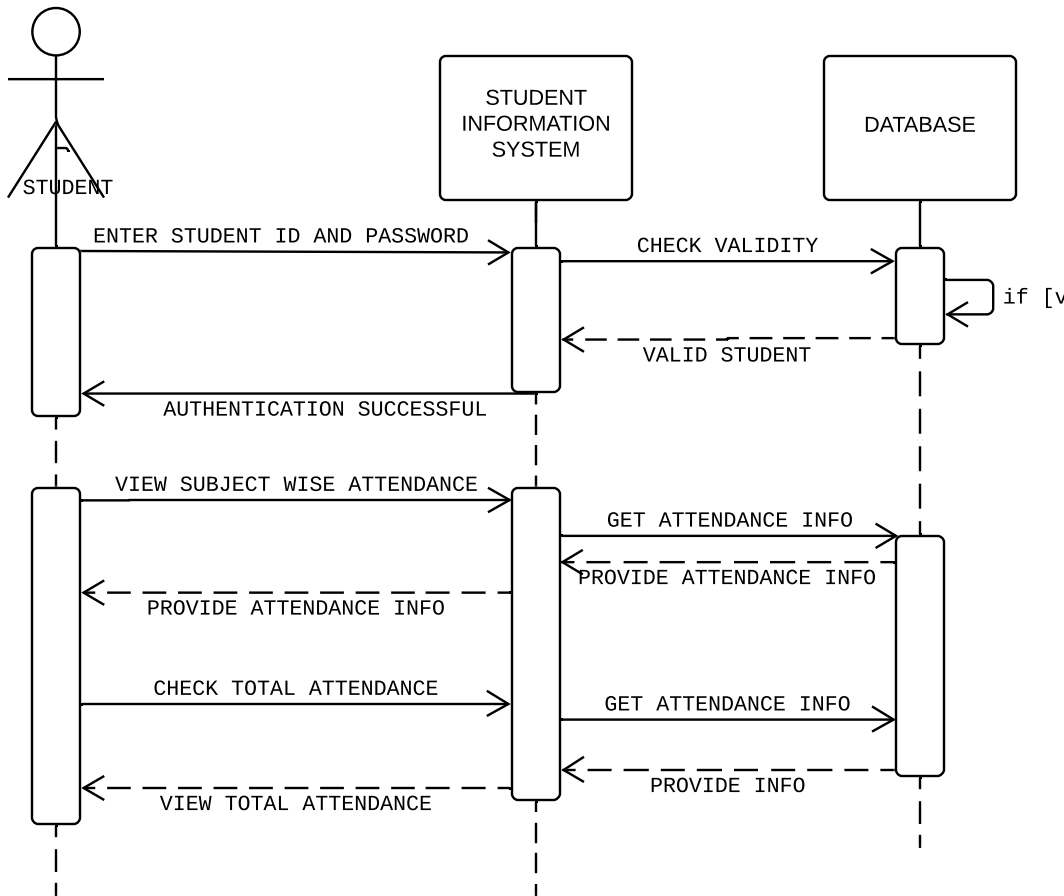 STUDENT
INFORMATION
SYSTEM
DATABASE
STUDENT
ENTER STUDENT ID AND PASSWORD
CHECK VALIDITY
if [v
VALID STUDENT
AUTHENTICATION SUCCESSFUL
VIEW SUBJECT WISE ATTENDANCE
GET ATTENDANCE INFO
PROVIDE ATTENDANCE INFO
PROVIDE ATTENDANCE INFO
CHECK TOTAL ATTENDANCE
GET ATTENDANCE INFO
PROVIDE INFO
VIEW TOTAL ATTENDANCE